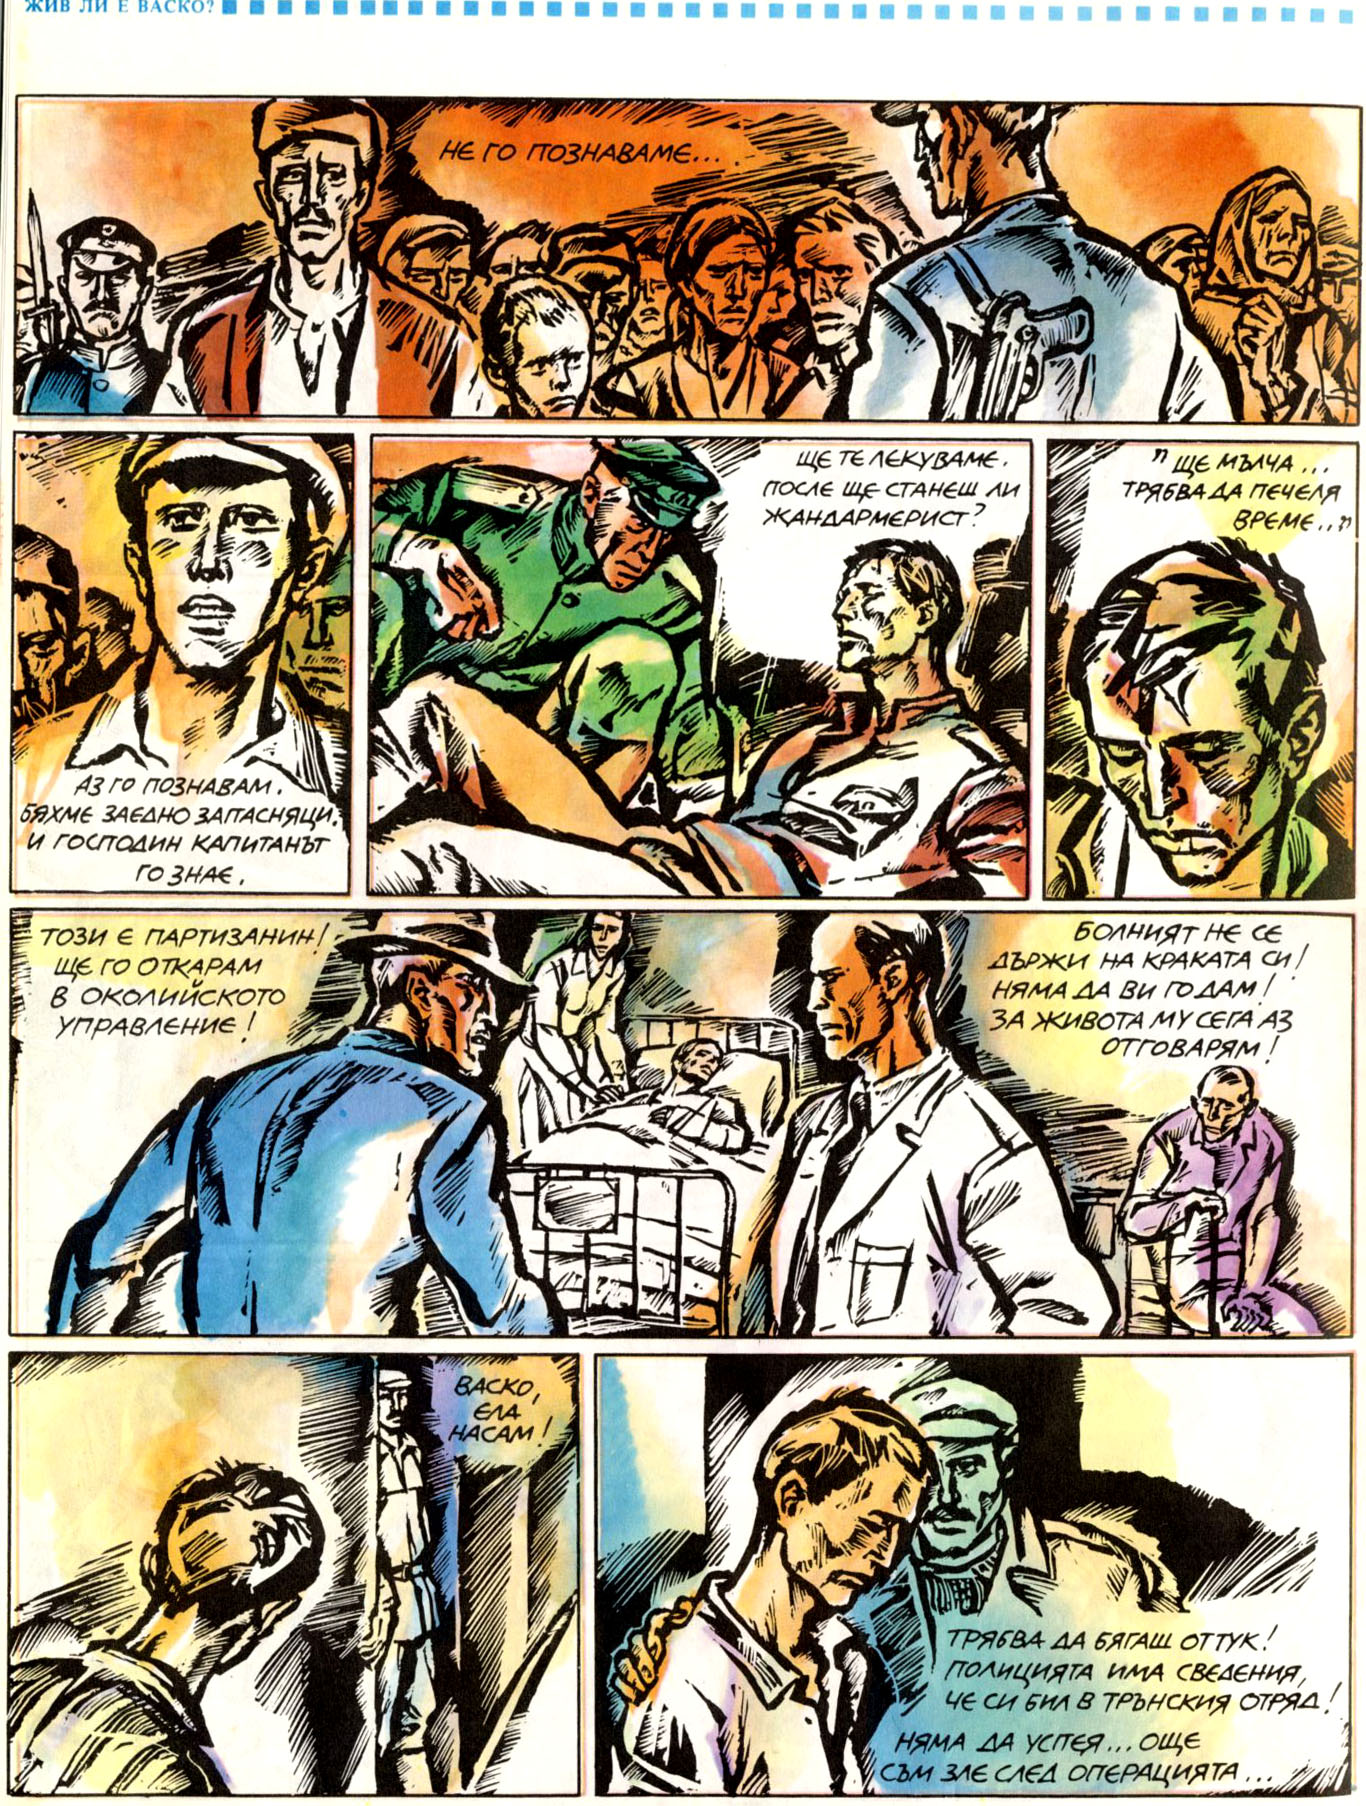 ЖИВ ЛИ Е ВАСКО?
НЕ ГО ПОЗНАВАМЕ...
АЗ ГО ПОЗНАВАМ.
БЯХМЕ ЗАЕДНО ЗАПАСНЯЦИ.
И ГОСПОДИН КАПИТАНЪТ
ГО ЗНАЕ.
ЩЕ ТЕ ЛЕКУВАМЕ.
ПОСЛЕ ЩЕ СТАНЕШ ЛИ
ЖАНДАРМЕРИСТ?
"ЩЕ МЪЛЧА...
ТРЯБВА ДА ПЕЧЕЛЯ
ВРЕМЕ..."
ТОЗИ Е ПАРТИЗАНИН!
ЩЕ ГО ОТКАРАМ
В ОКОЛИЙСКОТО
УПРАВЛЕНИЕ!
БОЛНИЯТ НЕ СЕ
ДЪРЖИ НА КРАКАТА СИ!
НЯМА ДА ВИ ГО ДАМ!
ЗА ЖИВОТА МУ СЕГА АЗ
ОТГОВАРЯМ!
ВАСКО,
ЕЛА
НАСАМ!
ТРЯБВА ДА БЯГАШ ОТТУК!
ПОЛИЦИЯТА ИМА СВЕДЕНИЯ,
ЧЕ СИ БИЛ В ТРЪНСКИЯ ОТРЯД!
НЯМА ДА УСПЕЯ... ОЩЕ
СЪМ ЗЛЕ СЛЕД ОПЕРАЦИЯТА...